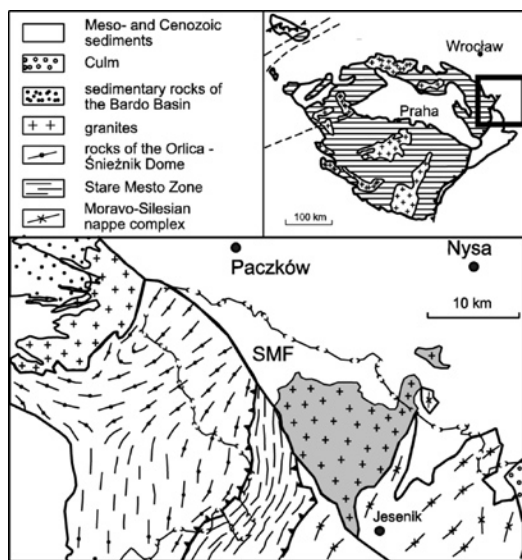 Meso- and Cenozoic
sediments
Culm
sedimentary rocks of
the Bardo Basin
granites
rocks of the Orlica -
Śnieżnik Dome
Stare Mesto Zone
Moravo-Silesian
nappe complex
Wrocław
Praha
100 km
Paczków
Nysa
10 km
SMF
Jesenik